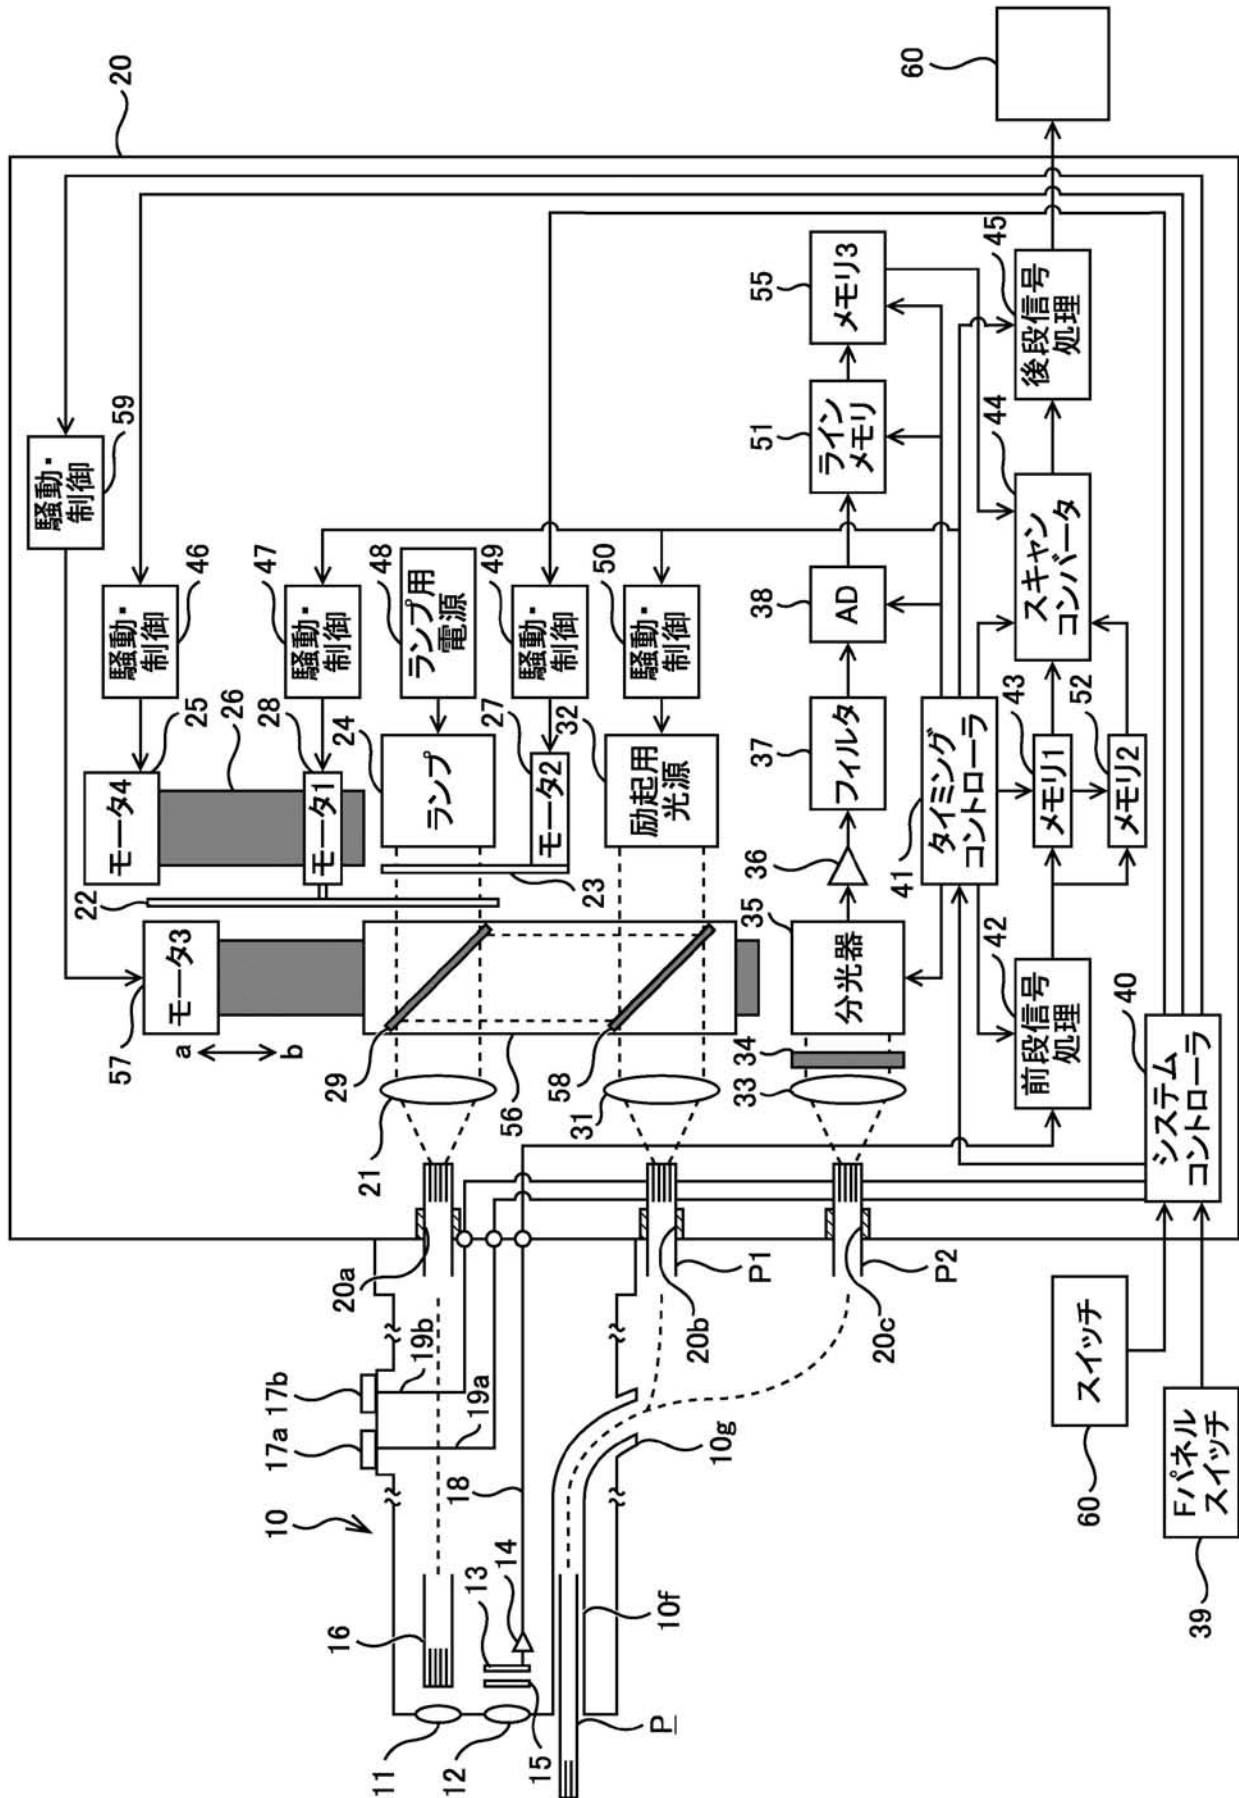 10
17a
17b
20
11
16
19b
20a
21
57
モータ3
22
モータ4
25
騒動・
制御
46
59
騒動・
制御
12
13
14
19a
a
b
29
26
モータ1
28
騒動・
制御
47
15
18
24
ランプ
ランプ用
電源
48
56
23
モータ2
27
騒動・
制御
49
P
10f
10g
20b
P1
31
58
励起用
光源
32
騒動・
制御
50
33
34
分光器
35
36
37
フィルタ
38
AD
51
ライン
メモリ
55
メモリ3
20c
P2
41
タイミング
コントローラ
60
スイッチ
42
前段信号
処理
43
メモリ1
52
メモリ2
44
スキャン
コンバータ
45
後段信号
処理
60
39
Fパネル
スイッチ
40
システム
コントローラ